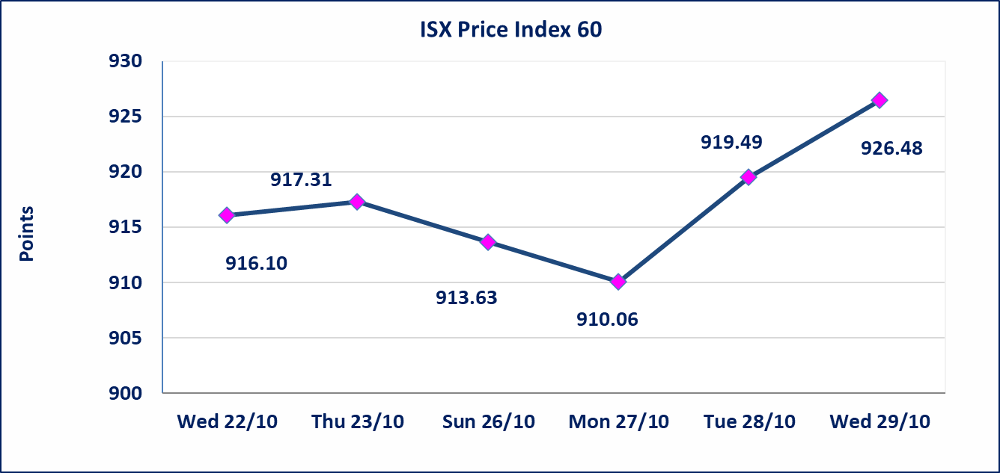 ISX Price Index 60
Points
930
925
920
915
910
905
900
916.10
917.31
913.63
910.06
919.49
926.48
Wed 22/10
Thu 23/10
Sun 26/10
Mon 27/10
Tue 28/10
Wed 29/10